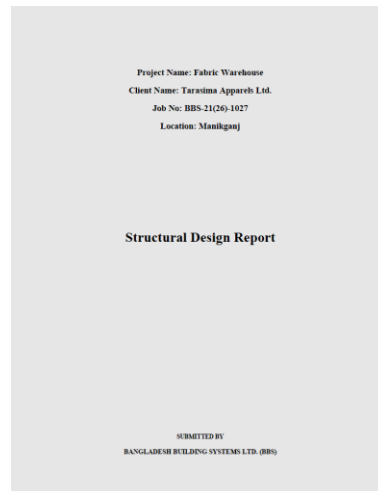 Project Name: Fabric Warehouse
Client Name: Tarasima Apparels Ltd.
Job No: BBS-21(26)-1027
Location: Manikganj
Structural Design Report
SUBMITTED BY
BANGLADESH BUILDING SYSTEMS LTD. (BBS)